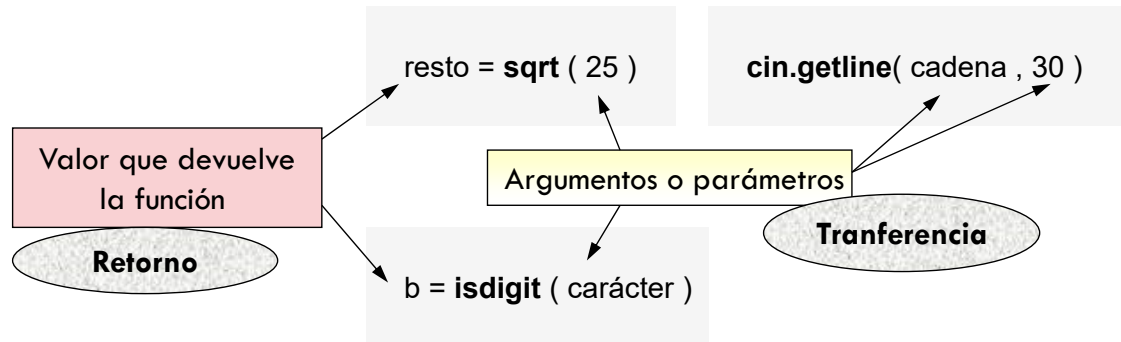 resto = sqrt ( 25 )
cin.getline( cadena , 30 )
Valor que devuelve
la función
Retorno
Argumentos o parámetros
Tranferencia
b = isdigit ( carácter )